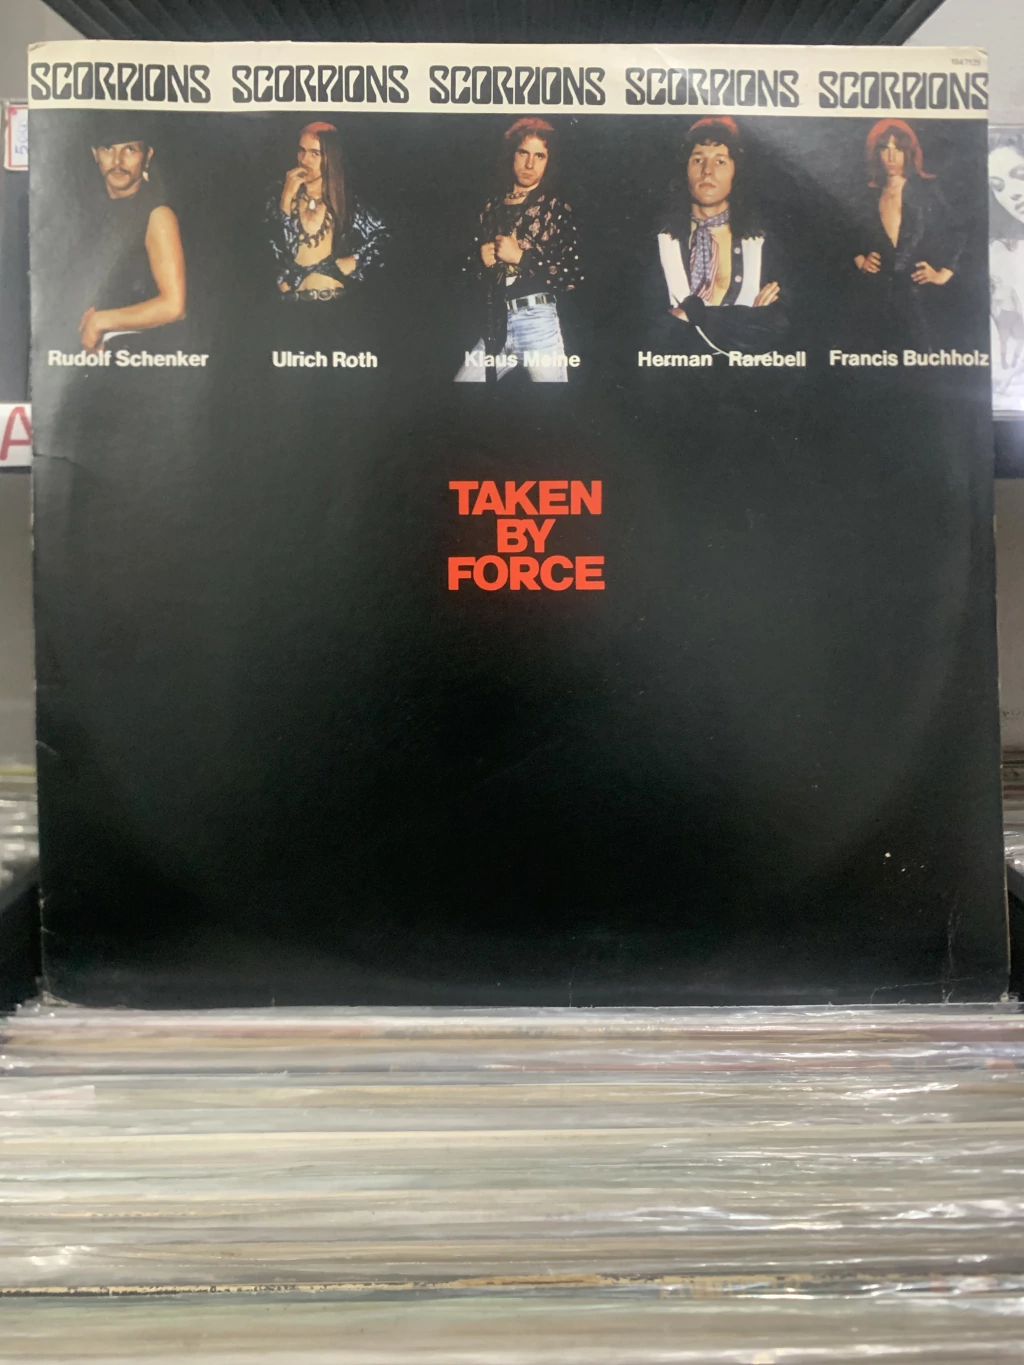 SCORPIONS SCORPIONS SCORPIONS SCORPIONS SCORPIONS
Rudolf Schenker
Ulrich Roth
Klaus Meine
Herman Rarebell
Francis Buchholz
TAKEN
BY
FORCE
A